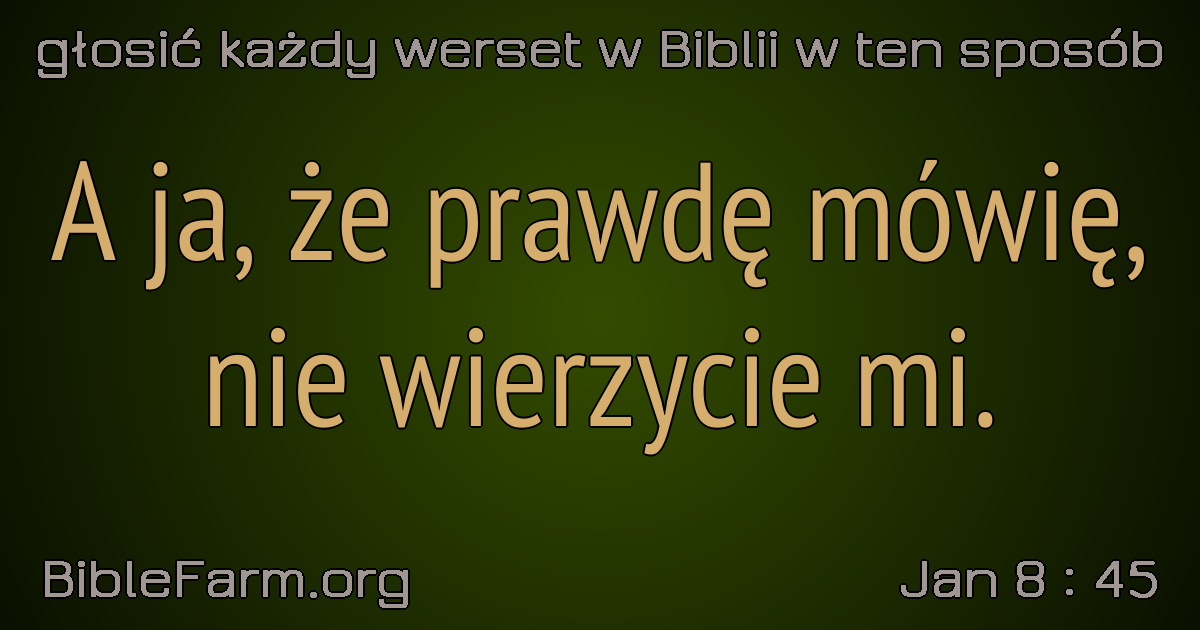 głosić każdy werset w Biblii w ten sposób
A ja, że prawdę mówię,
nie wierzycie mi.
BibleFarm.org
Jan 8 : 45